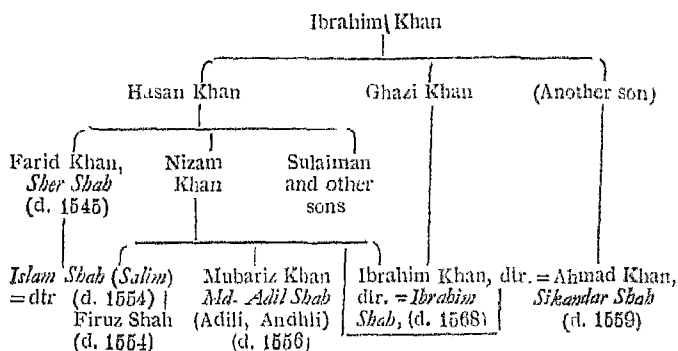 Ibrahim Khan
Hasan Khan Ghazi Khan (Another son)
Farid Khan, Nizam Sulaiman
Sher Shah Khan and other
(d. 1545) sons
Islam Shah (Salim) Mubariz Khan Ibrahim Khan, dtr. = Ahmad Khan,
=dtr (d. 1554) Md. Adil Shah dtr. = Ibrahim Sikandar Shah
Firuz Shah (Adili, Andhli) Shah, (d. 1568) (d. 1559)
(d. 1554) (d. 1556)